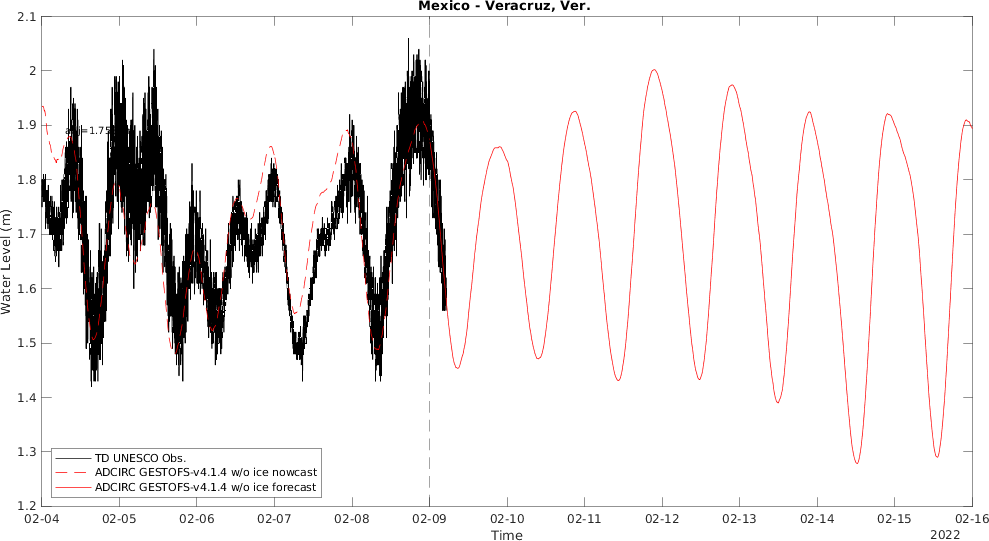 Mexico - Veracruz, Ver.
2.1
2
1.9
1.8
1.7
1.6
1.5
1.4
1.3
1.2
Water Level (m)
TD UNESCO Obs.
ADCIRC GESTOFS-v4.1.4 w/o ice nowcast
ADCIRC GESTOFS-v4.1.4 w/o ice forecast
02-04 02-05 02-06 02-07 02-08 02-09 02-10 02-11 02-12 02-13 02-14 02-15 02-16
Time
2022